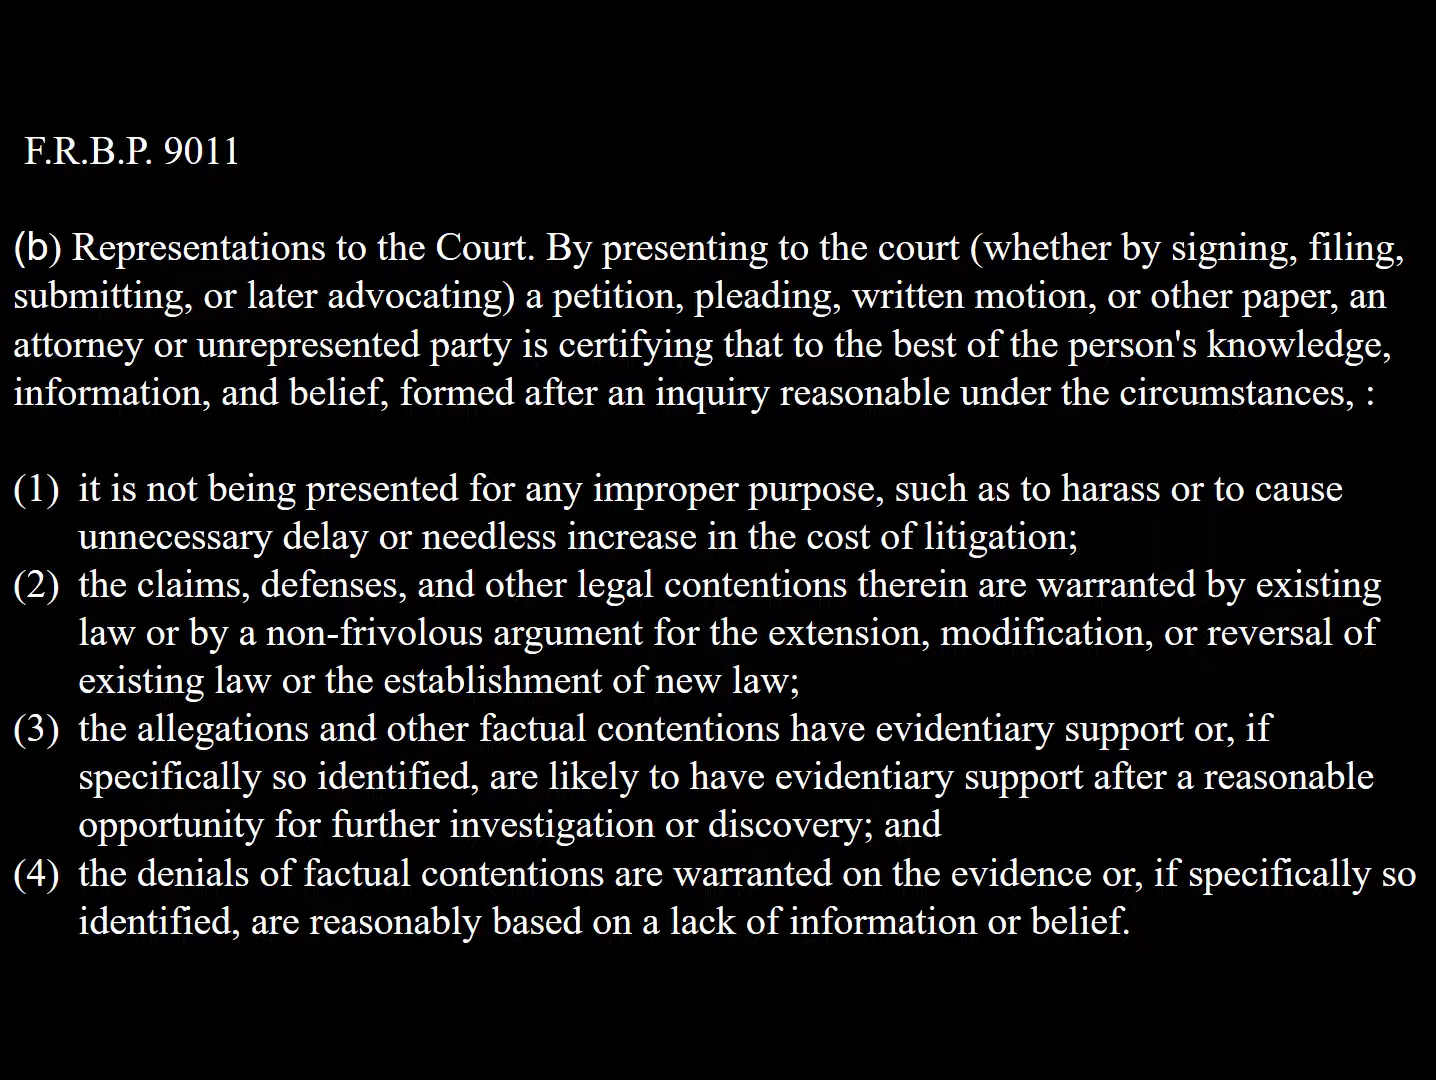 F.R.B.P. 9011
(b) Representations to the Court. By presenting to the court (whether by signing, filing,
submitting, or later advocating) a petition, pleading, written motion, or other paper, an
attorney or unrepresented party is certifying that to the best of the person's knowledge,
information, and belief, formed after an inquiry reasonable under the circumstances, :
(1) it is not being presented for any improper purpose, such as to harass or to cause
unnecessary delay or needless increase in the cost of litigation;
(2) the claims, defenses, and other legal contentions therein are warranted by existing
law or by a non-frivolous argument for the extension, modification, or reversal of
existing law or the establishment of new law;
(3) the allegations and other factual contentions have evidentiary support or, if
specifically so identified, are likely to have evidentiary support after a reasonable
opportunity for further investigation or discovery; and
(4) the denials of factual contentions are warranted on the evidence or, if specifically so
identified, are reasonably based on a lack of information or belief.